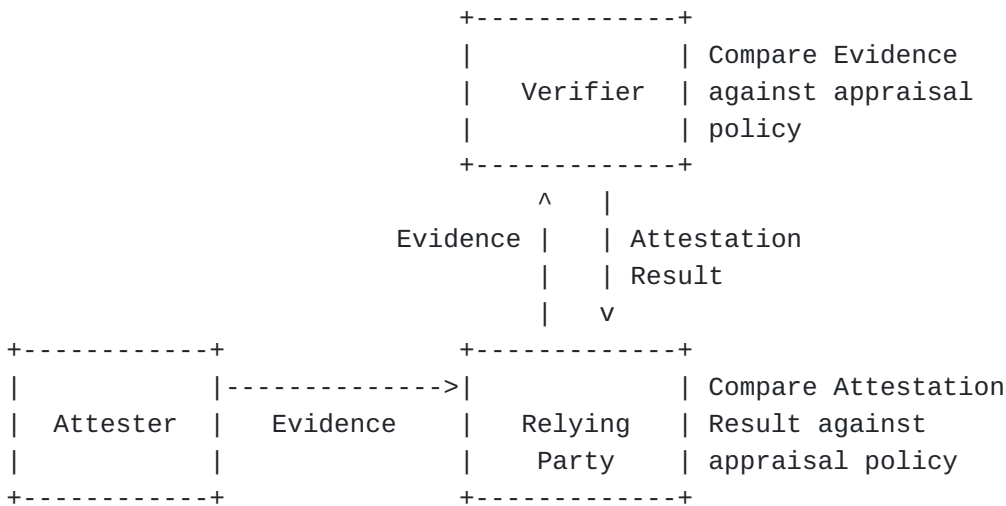 +-------------+
|             | Compare Evidence
|   Verifier  | against appraisal
|             | policy
+-------------+
^   |
Evidence |   | Attestation
|   | Result
|   v
+------------+               +-------------+
|            |-------------->|             | Compare Attestation
|  Attester  |   Evidence    |   Relying   | Result against
|            |               |    Party    | appraisal policy
+------------+               +-------------+